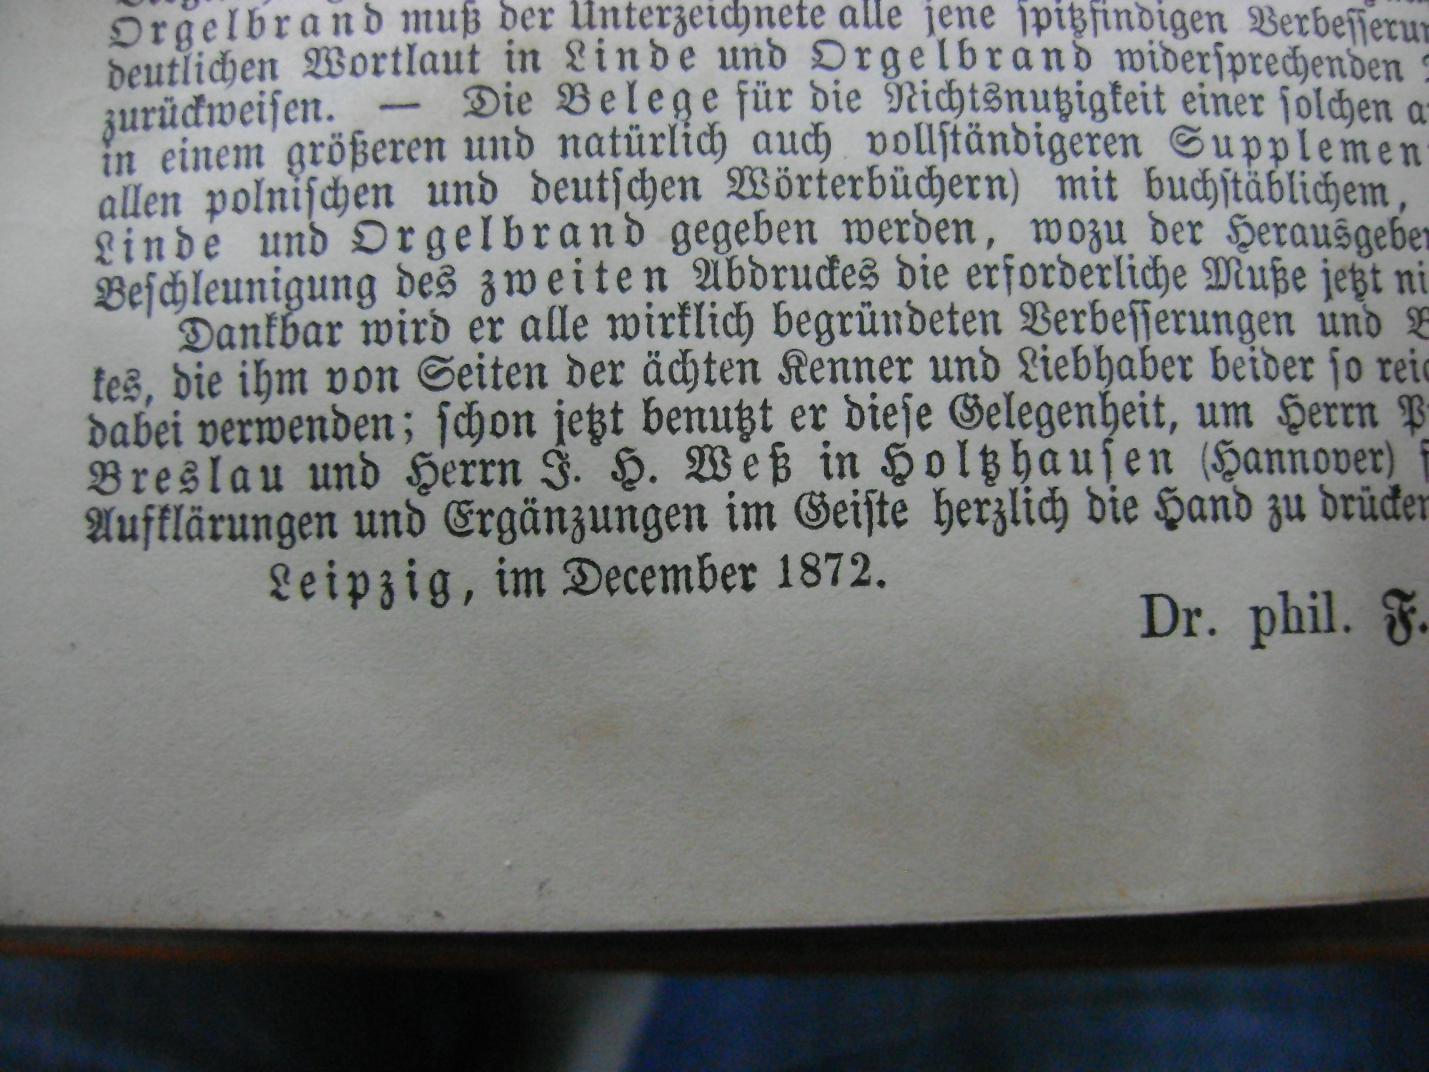 Orgelbrand muß der Unterzeichnete alle jene spitzfindigen
deutlichen Wortlaut in Linde und Orgelbrand widersprechenden
zurückweisen. — Die Belege für die Nichtsnutzigkeit einer solchen
in einem größeren und natürlich auch vollständigeren Supplemen
allen polnischen und deutschen Wörterbüchern) mit buchstäblichem,
Linde und Orgelbrand gegeben werden, wozu der Herausgeber
Beschleunigung des zweiten Abdruckes die erforderliche Muße jetzt ni
Dankbar wird er alle wirklich begründeten Verbesserungen und
kes, die ihm von Seiten der ächten Kenner und Liebhaber beider so reic
dabei verwenden; schon jetzt benutzt er diese Gelegenheit, um Herrn P
Breslau und Herrn J. H. Weß in Holtzhausen (Hannover) f
Aufklärungen und Ergänzungen im Geiste herzlich die Hand zu drücken
Leipzig, im December 1872.
Dr. phil. F.